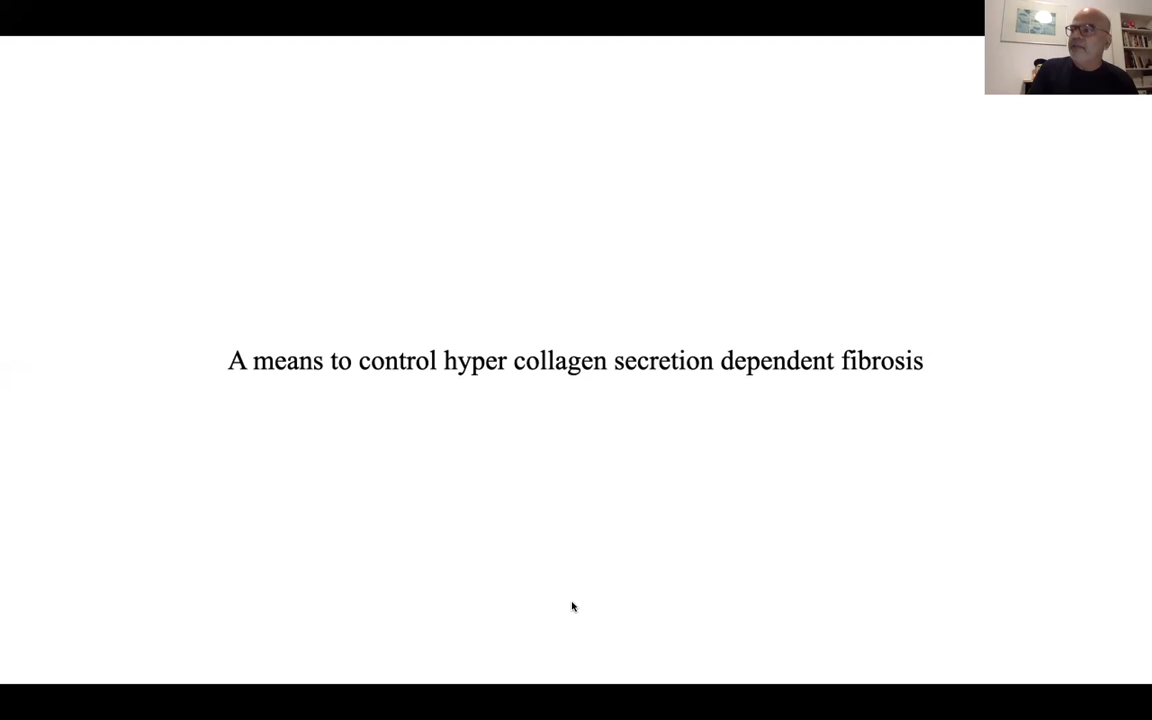 A means to control hyper collagen secretion dependent fibrosis